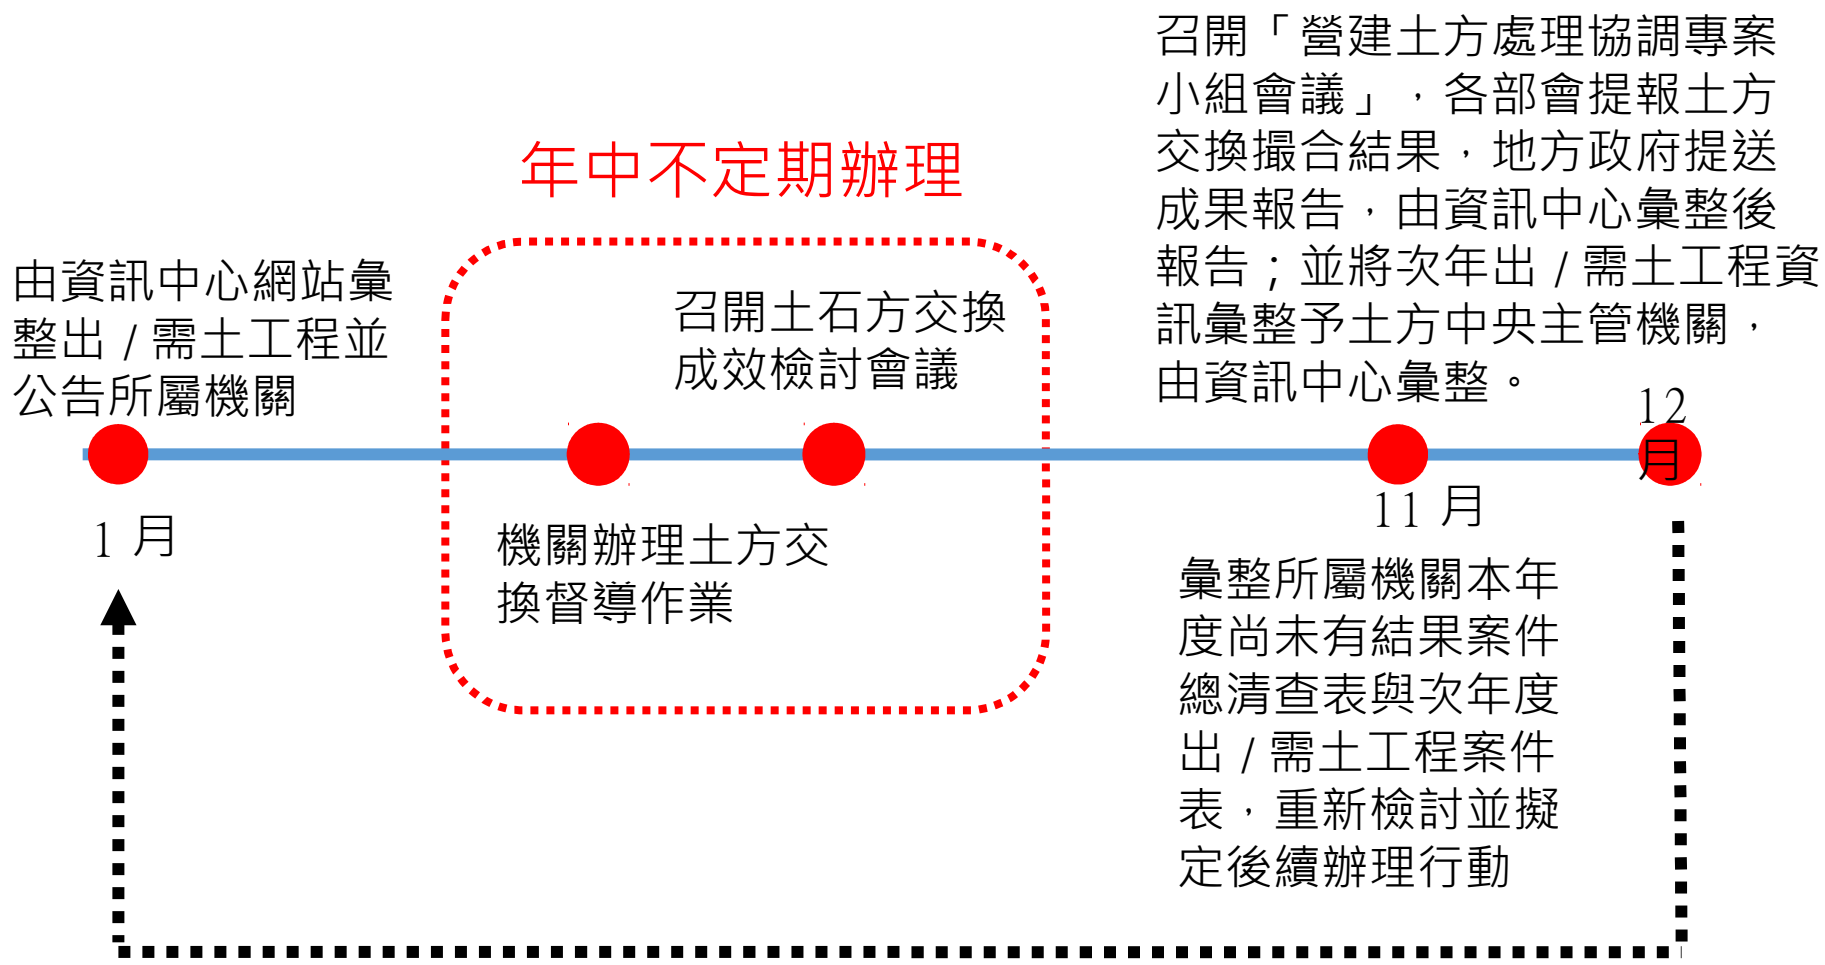 召開「營建土方處理協調專案
小組會議」，各部會提報土方
交換撮合結果，地方政府提送
成果報告，由資訊中心彙整後
報告；並將次年出 / 需土工程資
訊彙整予土方中央主管機關，
由資訊中心彙整。
年中不定期辦理
由資訊中心網站彙
整出 / 需土工程並
公告所屬機關
召開土石方交換
成效檢討會議
12
月
1 月
機關辦理土方交
換督導作業
11 月
彙整所屬機關本年
度尚未有結果案件
總清查表與次年度
出 / 需土工程案件
表，重新檢討並擬
定後續辦理行動